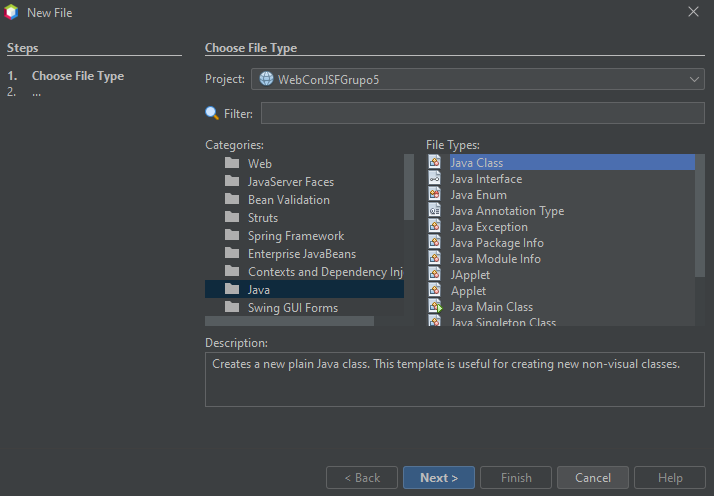 New File
Steps
1. Choose File Type
2. ...
Choose File Type
Project: WebConJSFGrupo5
Filter:
Categories:
Web
JavaServer Faces
Bean Validation
Struts
Spring Framework
Enterprise JavaBeans
Contexts and Dependency Inj
Java
Swing GUI Forms
File Types:
Java Class
Java Interface
Java Enum
Java Annotation Type
Java Exception
Java Package Info
Java Module Info
JApplet
Applet
Java Main Class
Java Singleton Class
Description:
Creates a new plain Java class. This template is useful for creating new non-visual classes.
< Back
Next >
Finish
Cancel
Help